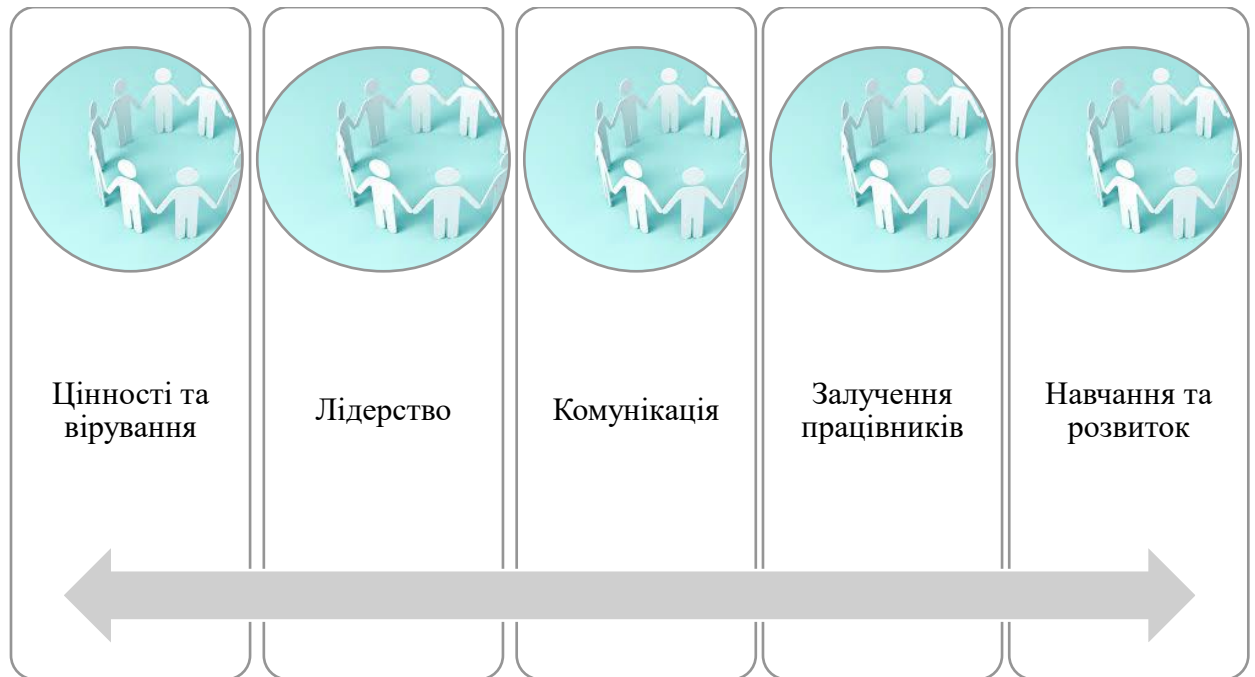 Цінності та
вірування
Лідерство
Комунікація
Залучення
працівників
Навчання та
розвиток